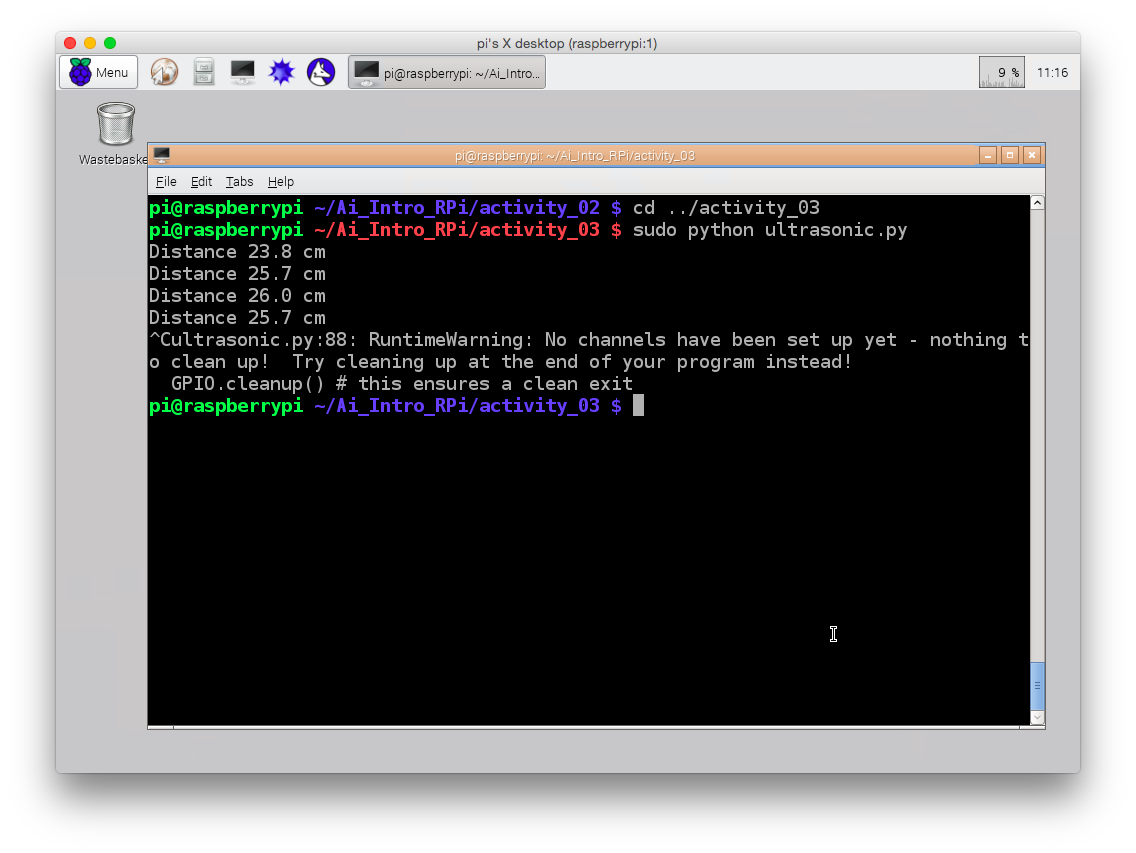 pi's X desktop (raspberrypi:1)
Menu
pi@raspberrypi: ~/Ai_Intro...
9 %
11:16
Wastebaske
pi@raspberrypi: ~/Ai_Intro_RPi/activity_03
File Edit Tabs Help
pi@raspberrypi ~/Ai_Intro_RPi/activity_02 $ cd ../activity_03
pi@raspberrypi ~/Ai_Intro_RPi/activity_03 $ sudo python ultrasonic.py
Distance 23.8 cm
Distance 25.7 cm
Distance 26.0 cm
Distance 25.7 cm
^Cultrasonic.py:88: RuntimeWarning: No channels have been set up yet - nothing t
o clean up!  Try cleaning up at the end of your program instead!
  GPIO.cleanup() # this ensures a clean exit
pi@raspberrypi ~/Ai_Intro_RPi/activity_03 $